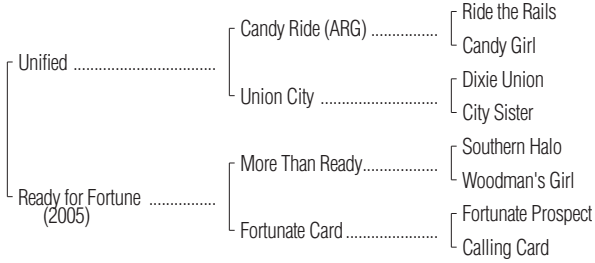 Ride the Rails
Candy Ride (ARG) ................
Candy Girl
Unified ..................................
Dixie Union
Union City ............................
City Sister
Southern Halo
More Than Ready..................
Woodman's Girl
Ready for Fortune ................
(2005)
Fortunate Prospect
Fortunate Card ......................
Calling Card